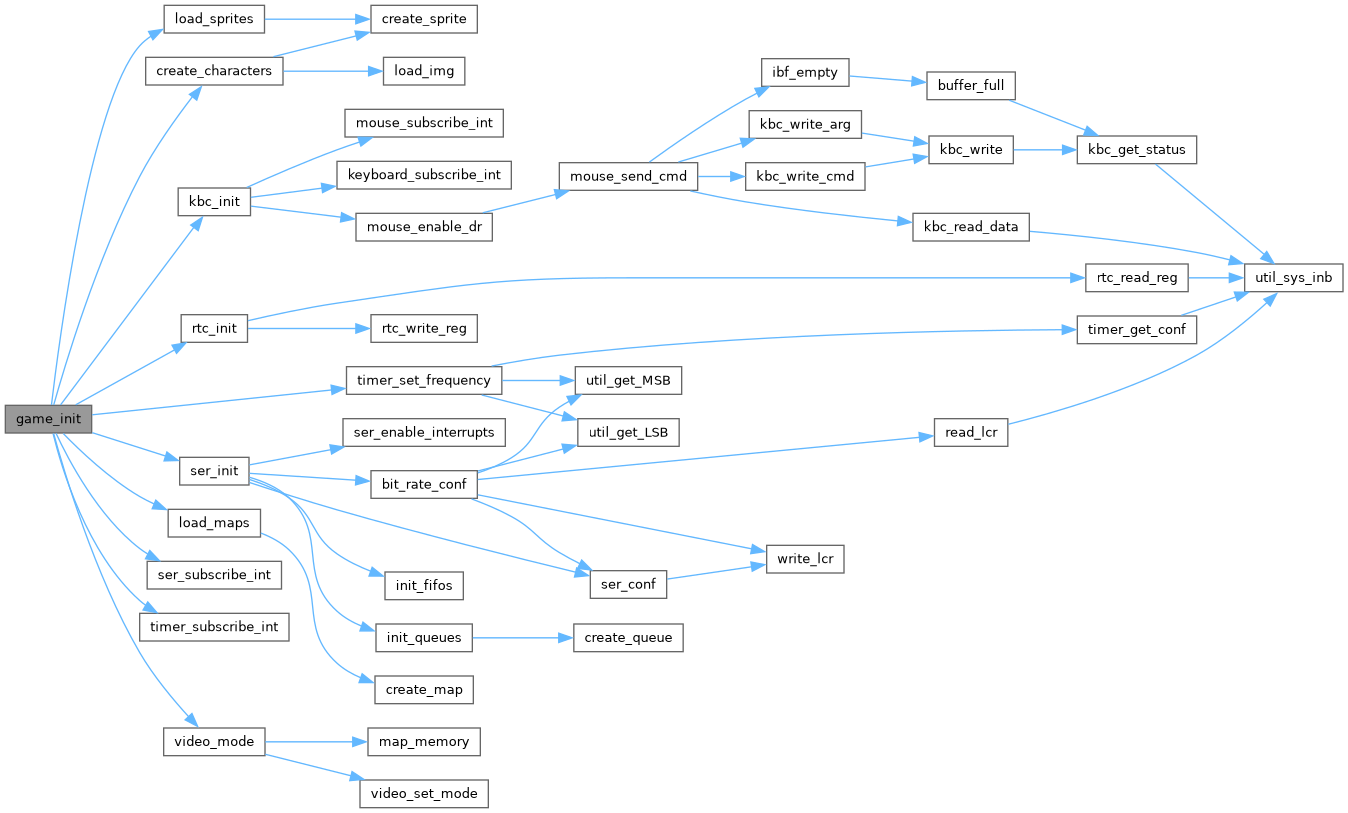 load_sprites
create_sprite
create_characters
load_img
ibf_empty
buffer_full
mouse_subscribe_int
kbc_write_arg
kbc_write
kbc_get_status
keyboard_subscribe_int
mouse_send_cmd
kbc_write_cmd
kbc_init
mouse_enable_dr
kbc_read_data
rtc_read_reg
util_sys_inb
rtc_init
rtc_write_reg
timer_get_conf
timer_set_frequency
util_get_MSB
game_init
ser_enable_interrupts
util_get_LSB
read_lcr
ser_init
bit_rate_conf
load_maps
write_lcr
ser_subscribe_int
init_fifos
ser_conf
timer_subscribe_int
init_queues
create_queue
create_map
video_mode
map_memory
video_set_mode